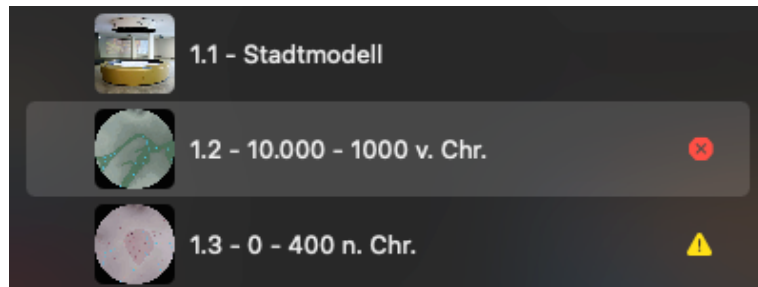 1.1 - Stadtmodell
1.2 - 10.000 - 1000 v. Chr.
1.3 - 0 - 400 n. Chr.